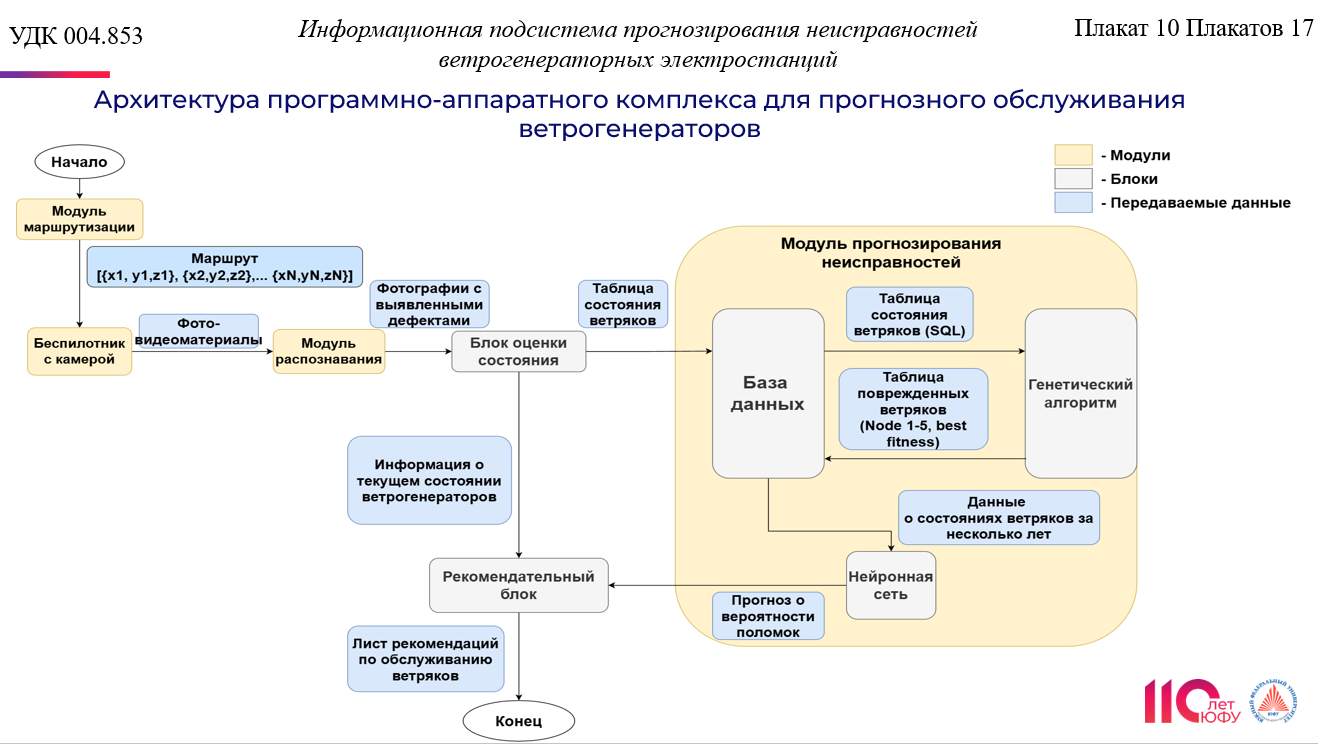 УДК 004.853
Информационная подсистема прогнозирования неисправностей
ветрогенераторных электростанций
Плакат 10 Плакатов 17
Архитектура программно-аппаратного комплекса для прогнозного обслуживания
ветрогенераторов
Начало
- Модули
- Блоки
- Передаваемые данные
Модуль
маршрутизации
Маршрут
[{x1, y1,z1}, {x2,y2,z2},... {xN,yN,zN}]
Беспилотник
с камерой
Фото-
видеоматериалы
Модуль
распознавания
Фотографии с
выявленными
дефектами
Блок оценки
состояния
Таблица
состояния
ветряков
Модуль прогнозирования
неисправностей
База
данных
Таблица
состояния
ветряков (SQL)
Таблица
поврежденных
ветряков
(Node 1-5, best
fitness)
Генетический
алгоритм
Данные
о состояниях ветряков за
несколько лет
Нейронная
сеть
Прогноз о
вероятности
поломок
Информация о
текущем состоянии
ветрогенераторов
Рекомендательный
блок
Лист рекомендаций
по обслуживанию
ветряков
Конец
110
лет
ЮФУ
ЮЖНЫЙ ФЕДЕРАЛЬНЫЙ УНИВЕРСИТЕТ
ЮФУ